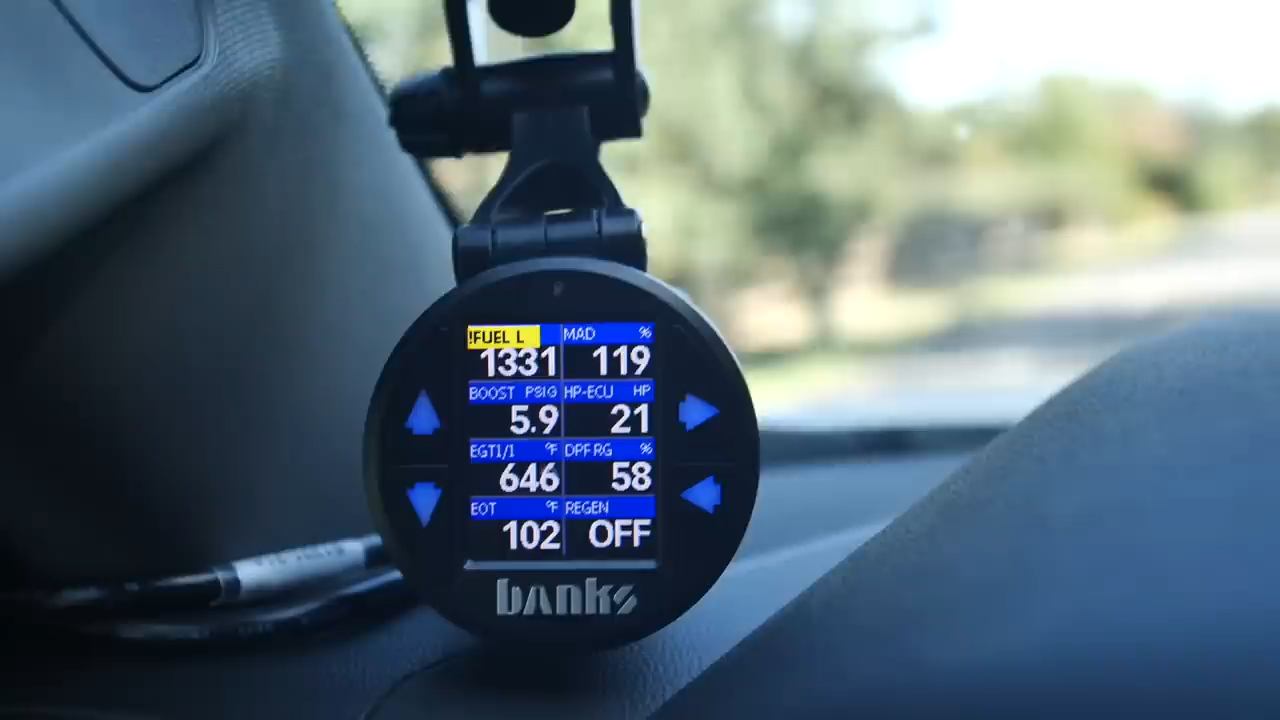 !FUEL L MAD %
1331 119
BOOST PSIG HP-ECU HP
5.9 21
EGT1/1 °F DPF RG %
646 58
EOT °F REGEN
102 OFF
banks